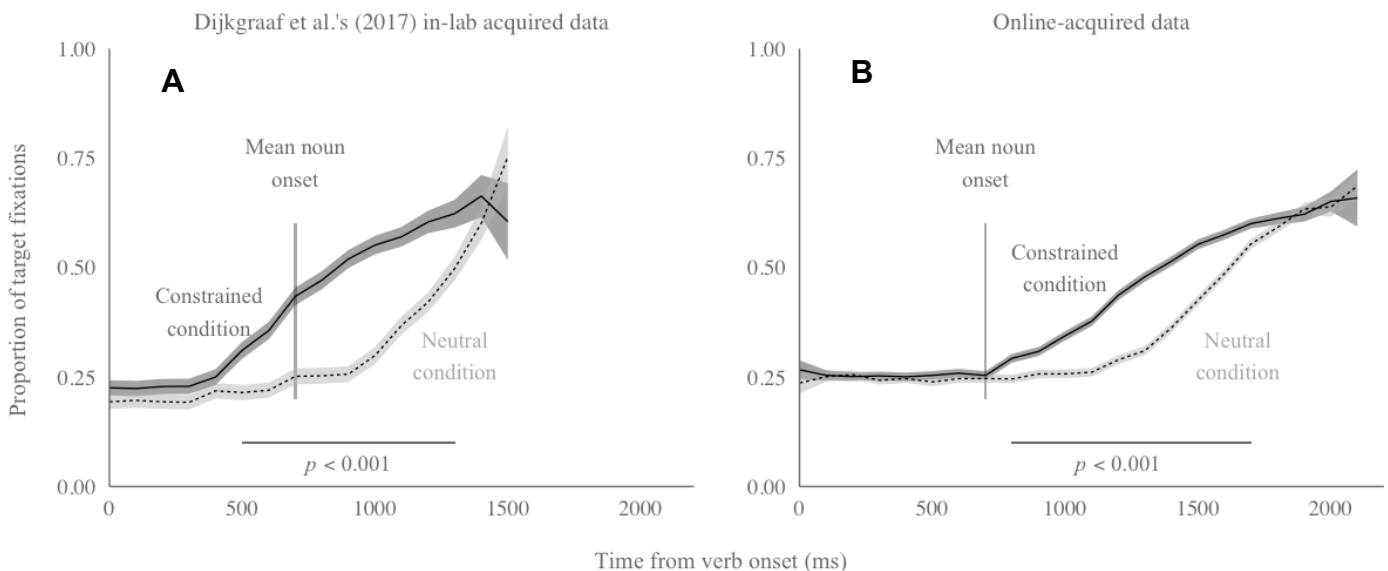 Dijkgraaf et al.'s (2017) in-lab acquired data
Online-acquired data
Proportion of target fixations
1.00
0.75
0.50
0.25
0.00
A
Mean noun
onset
Constrained
condition
Neutral
condition
p < 0.001
0
500
1000
1500
2000
1.00
0.75
0.50
0.25
0.00
B
Mean noun
onset
Constrained
condition
Neutral
condition
p < 0.001
0
500
1000
1500
2000
Time from verb onset (ms)